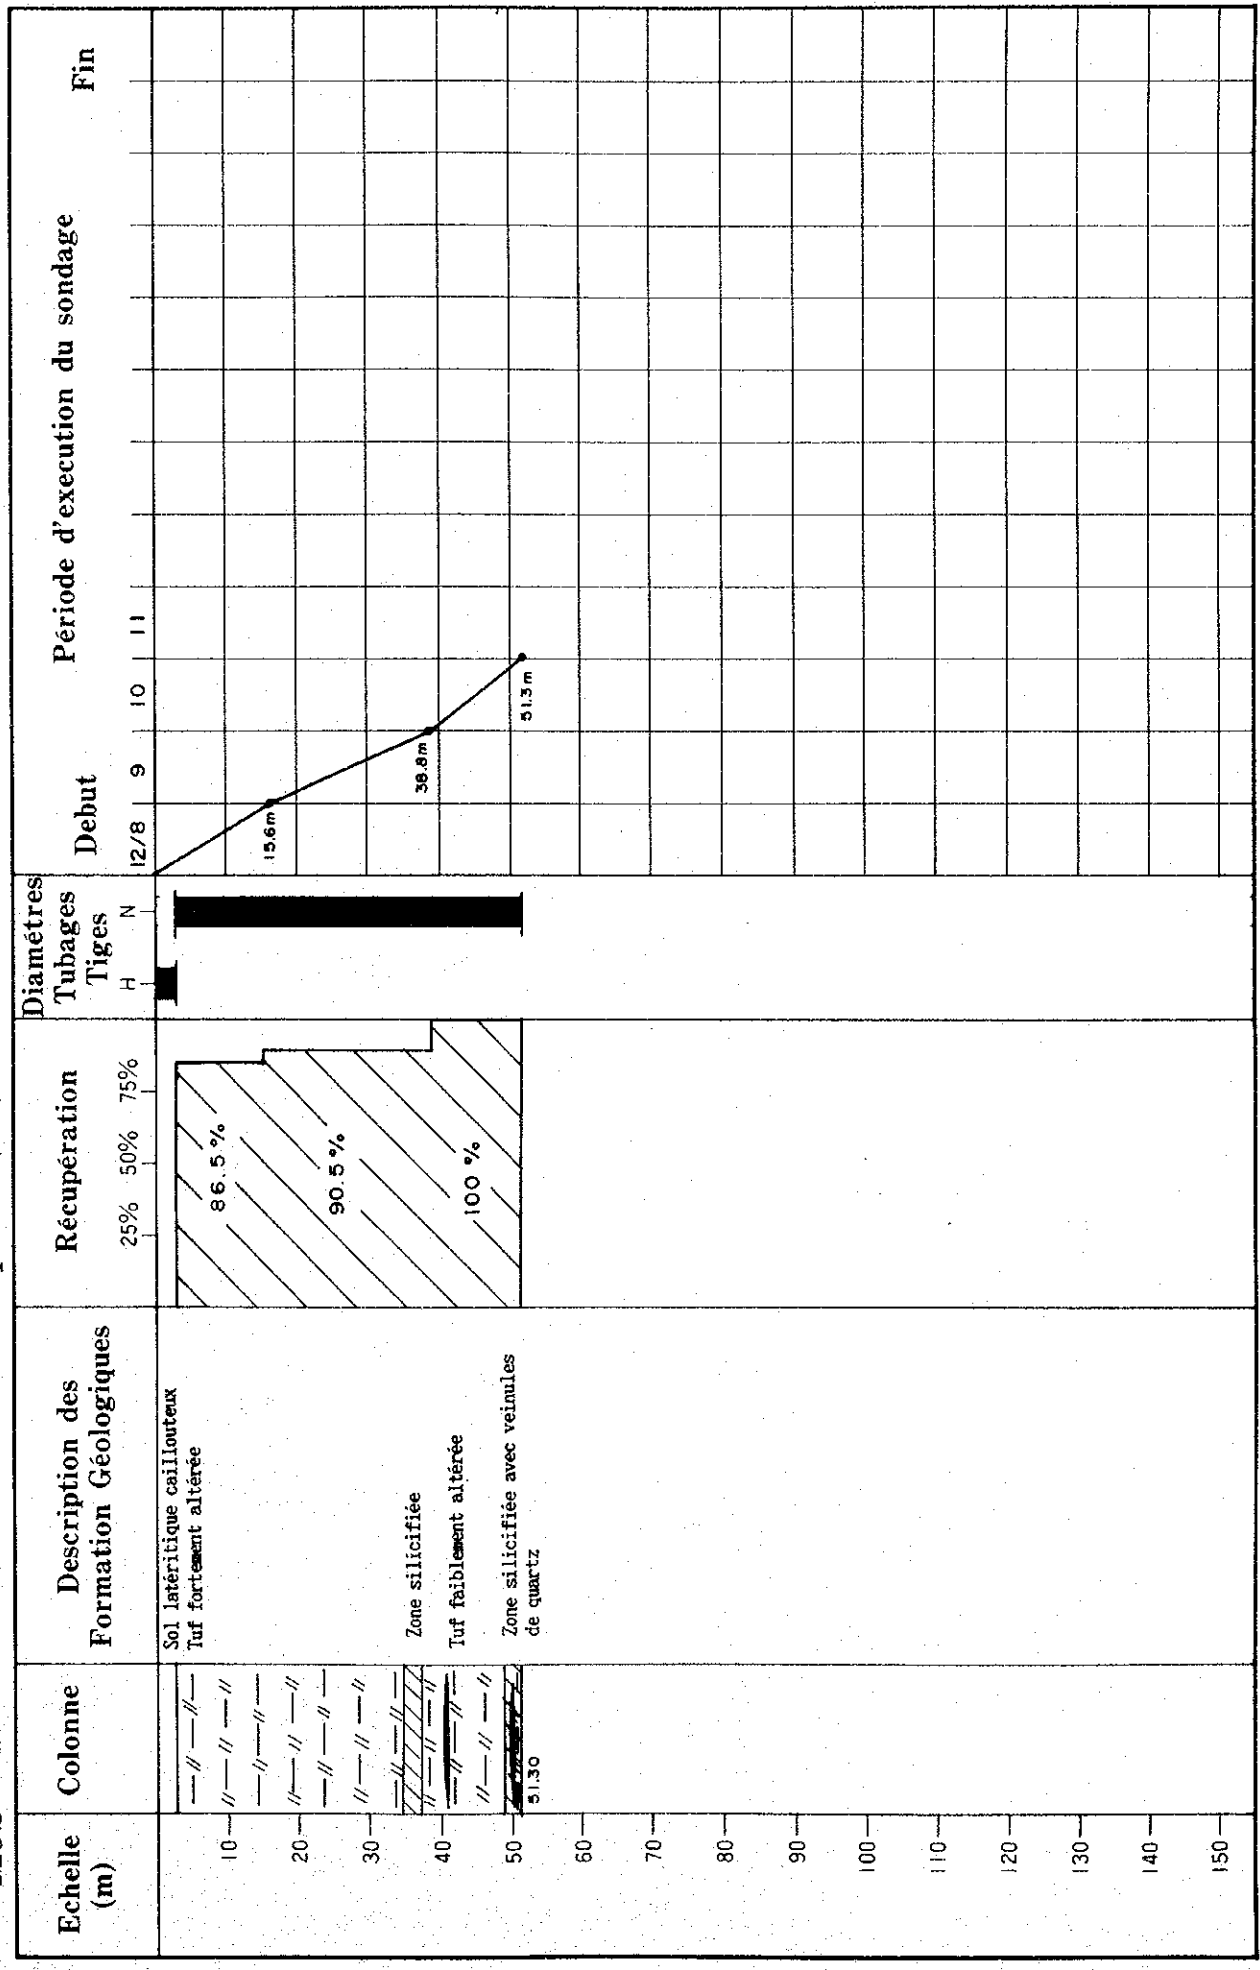 Echelle
(m)
Colonne
Description des
Formation Géologiques
Récupération
25% 50% 75%
Diamétres
Tubages
Tiges
H N
Période d'execution du sondage
Debut
Fin
12/8 9 10 11
Sol latéritique caillouteux
Tuf fortement altérée
Zone silicifiée
Tuf faiblement altérée
Zone silicifiée avec veinules
de quartz
51.30
86.5 %
90.5 %
100 %
15.6m
38.8m
51.3 m
10
20
30
40
50
60
70
80
90
100
110
120
130
140
150